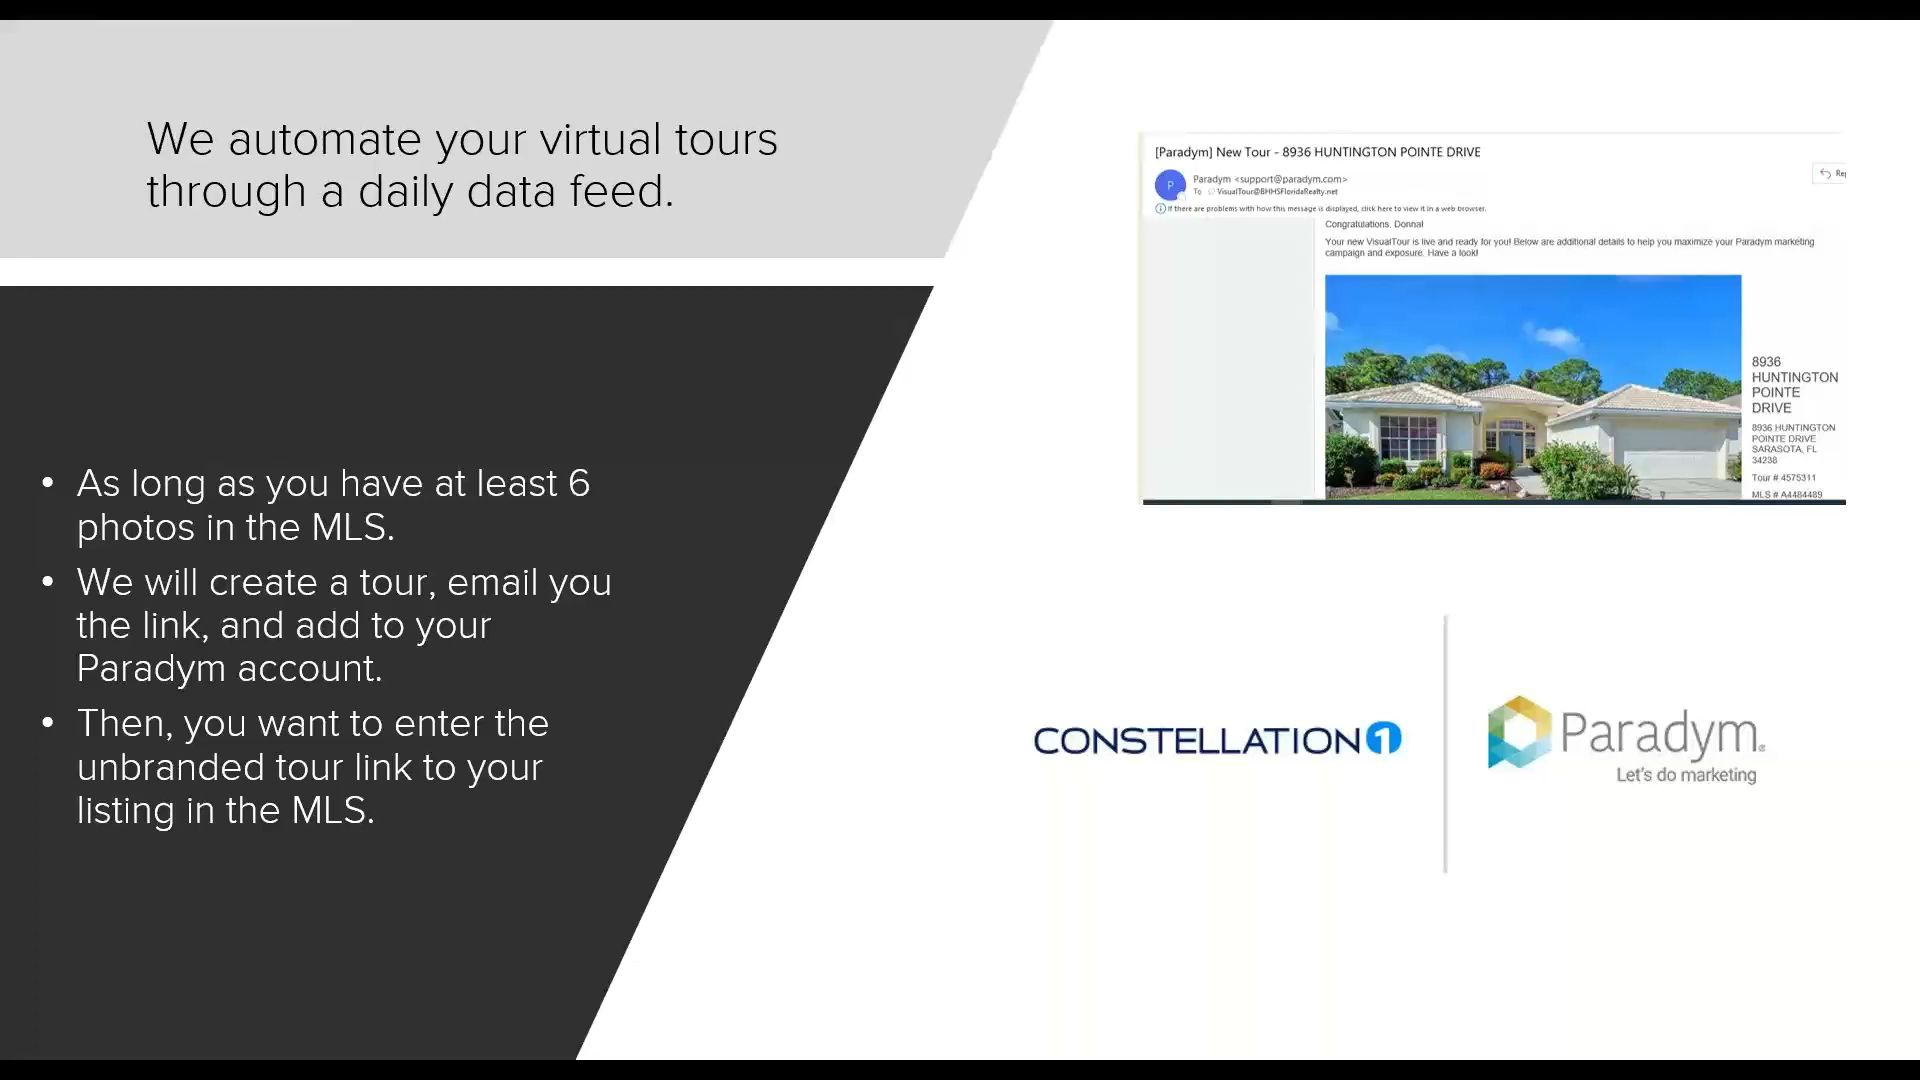 We automate your virtual tours
through a daily data feed.
• As long as you have at least 6
photos in the MLS.
• We will create a tour, email you
the link, and add to your
Paradym account.
• Then, you want to enter the
unbranded tour link to your
listing in the MLS.
[Paradym] New Tour - 8936 HUNTINGTON POINTE DRIVE
P
Paradym <support@paradym.com>
To VisualTour@BHHSFloridaRealty.net
If there are problems with how this message is displayed, click here to view it in a web browser.
Congratulations, Donna!
Your new VisualTour is live and ready for you! Below are additional details to help you maximize your Paradym marketing
campaign and exposure. Have a look!
8936
HUNTINGTON
POINTE
DRIVE
8936 HUNTINGTON
POINTE DRIVE
SARASOTA, FL
34238
Tour # 4575311
MLS # A4484489
CONSTELLATION1
Paradym®
Let's do marketing